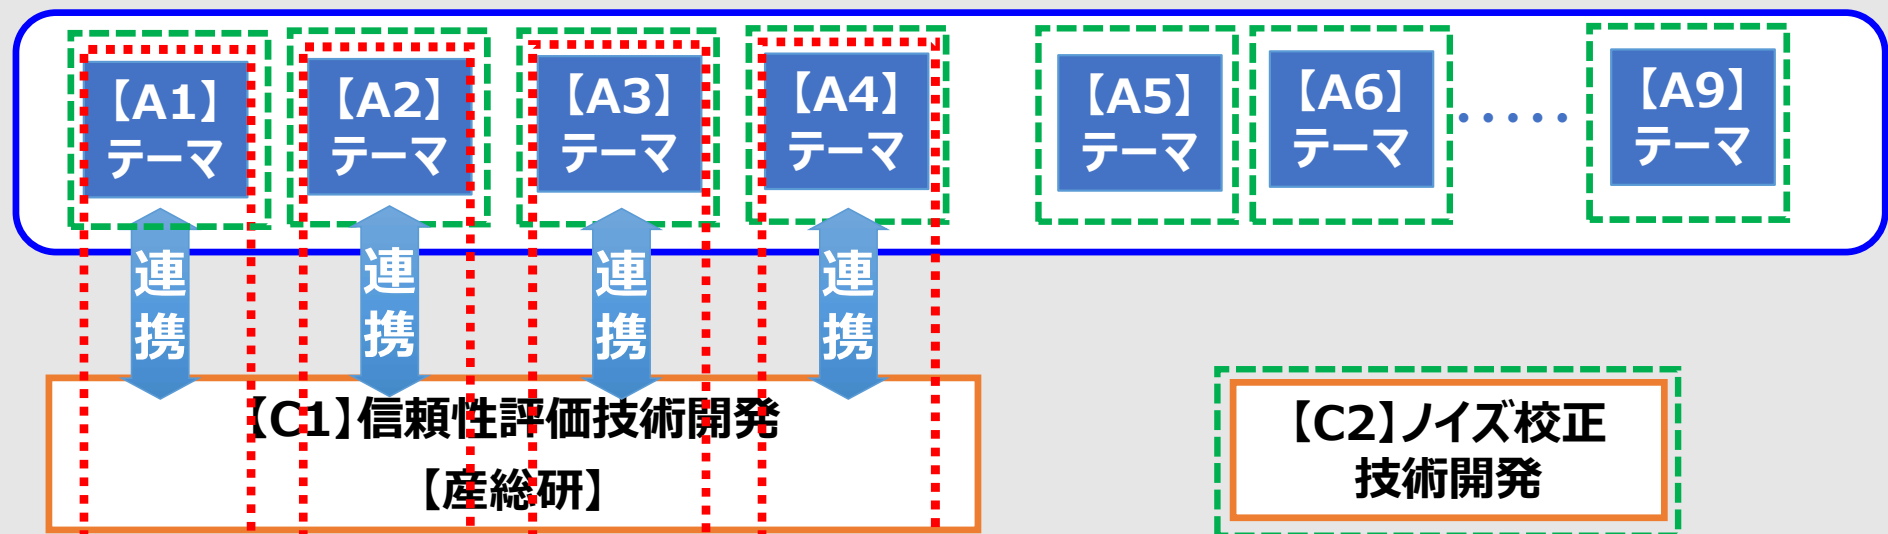 【A1】
テーマ
【A2】
テーマ
【A3】
テーマ
【A4】
テーマ
【A5】
テーマ
【A6】
テーマ
・・・・・
【A9】
テーマ
連携
連携
連携
連携
【C1】信頼性評価技術開発
【産総研】
【C2】ノイズ校正
技術開発